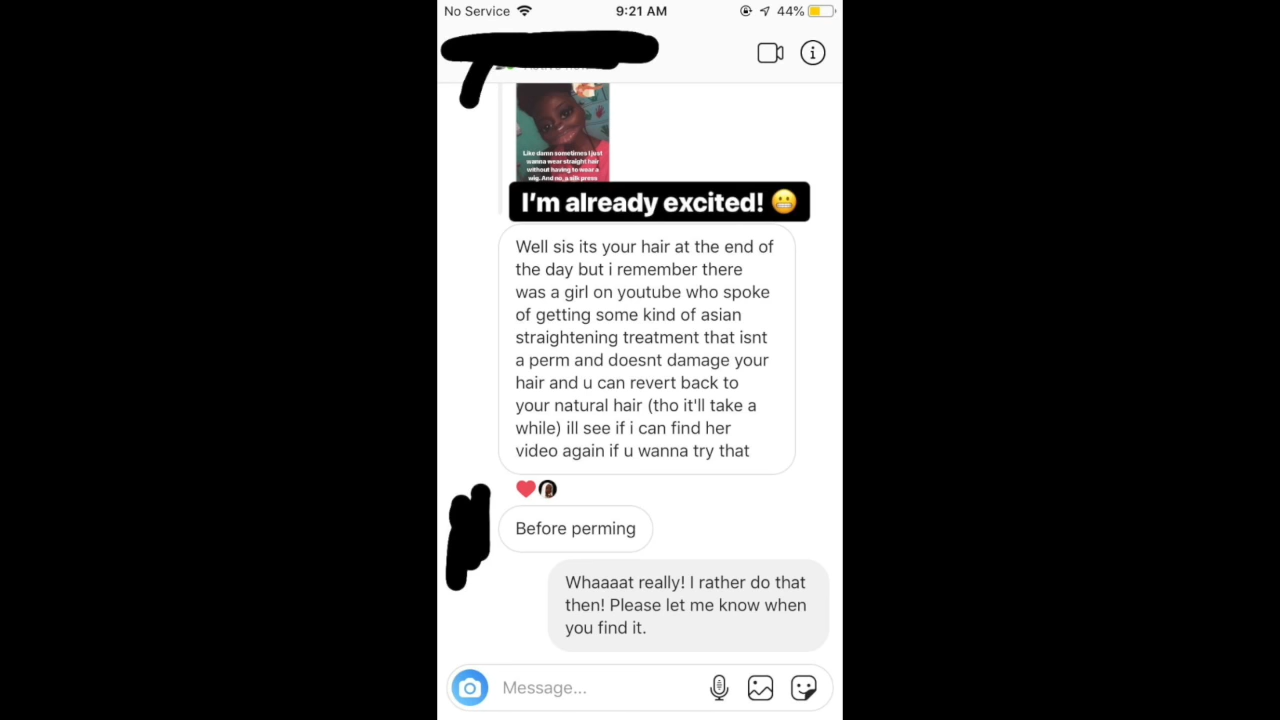 No Service 9:21 AM 44%
Like damn sometimes I just
wanna wear straight hair
without having to wear a
wig. And no, a silk press
I'm already excited! 😬
Well sis its your hair at the end of
the day but i remember there
was a girl on youtube who spoke
of getting some kind of asian
straightening treatment that isnt
a perm and doesnt damage your
hair and u can revert back to
your natural hair (tho it'll take a
while) ill see if i can find her
video again if u wanna try that
Before perming
Whaaaat really! I rather do that
then! Please let me know when
you find it.
Message...